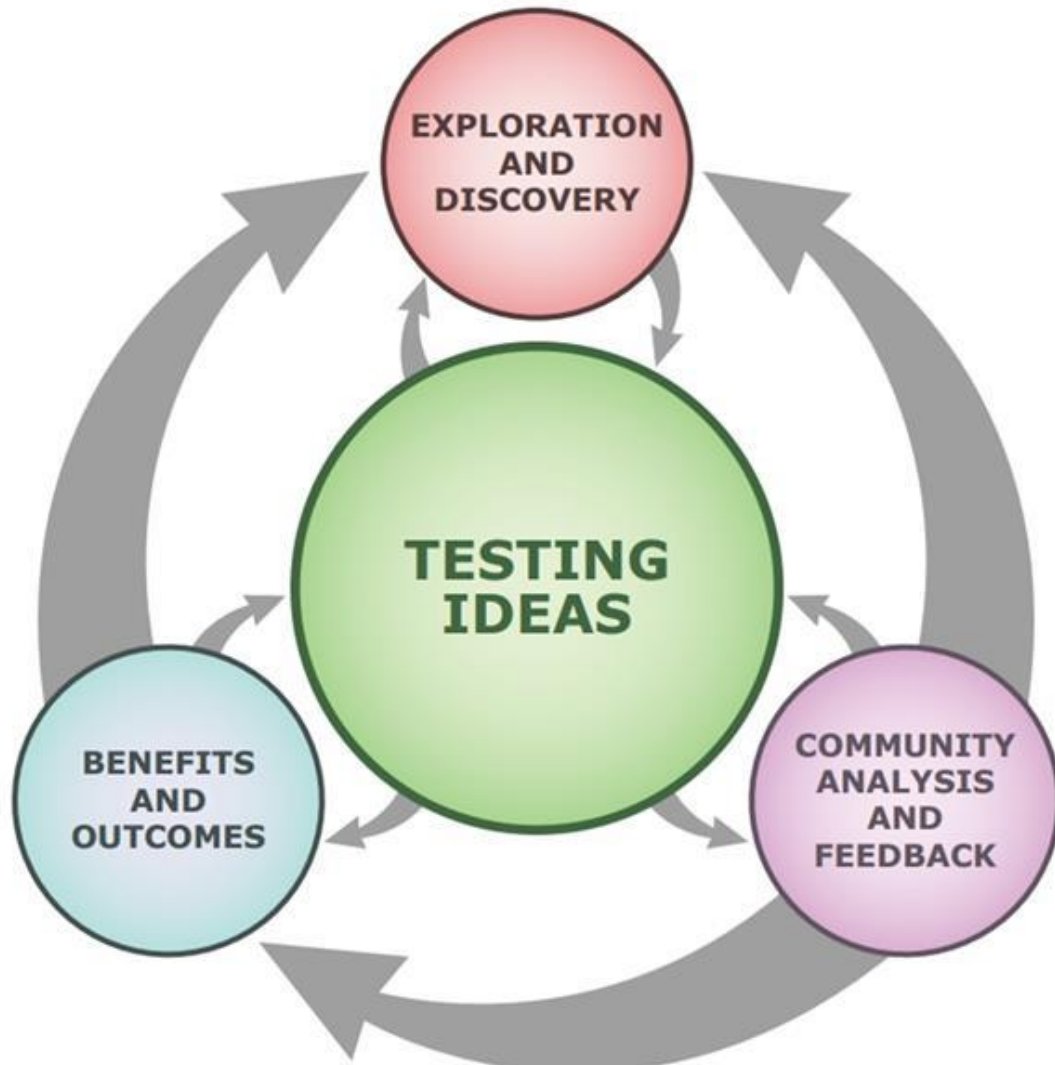 EXPLORATION
AND
DISCOVERY
TESTING
IDEAS
BENEFITS
AND
OUTCOMES
COMMUNITY
ANALYSIS
AND
FEEDBACK